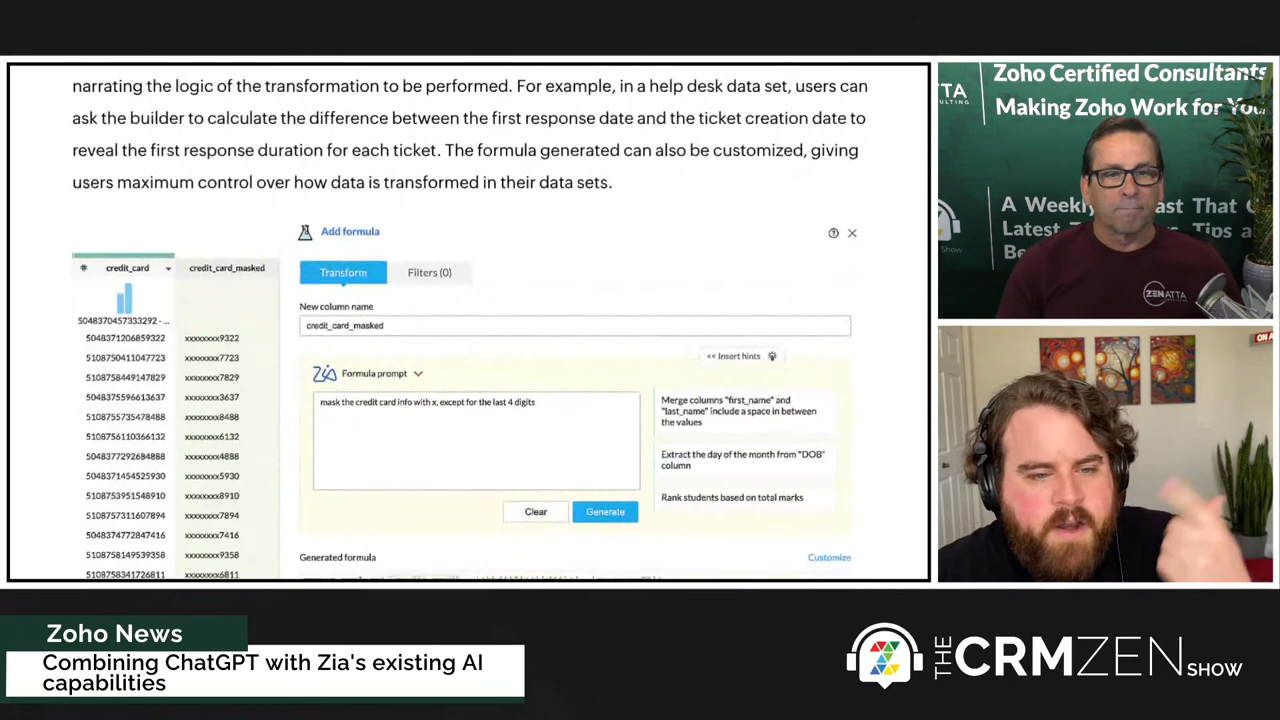 narrating the logic of the transformation to be performed. For example, in a help desk data set, users can
ask the builder to calculate the difference between the first response date and the ticket creation date to
reveal the first response duration for each ticket. The formula generated can also be customized, giving
users maximum control over how data is transformed in their data sets.
Add formula
# credit_card credit_card_masked
Transform Filters (0)
New column name
5048370457333292 - ...
credit_card_masked
5048371206859322 xxxxxxxx9322
5108750411047723 xxxxxxxx7723
5108758449147829 xxxxxxxx7829
5048375596613637 xxxxxxxx3637
5108755735478488 xxxxxxxx8488
5108756110366132 xxxxxxxx6132
5048377292684888 xxxxxxxx4888
5048371454525930 xxxxxxxx5930
5108753951548910 xxxxxxxx8910
5108757311607894 xxxxxxxx7894
5048374772847416 xxxxxxxx7416
5108758149539358 xxxxxxxx9358
5108758341726811 xxxxxxxx6811
<< Insert hints
Zia Formula prompt
mask the credit card info with x, except for the last 4 digits
Merge columns "first_name" and
"last_name" include a space in between
the values
Extract the day of the month from "DOB"
column
Rank students based on total marks
Clear Generate
Generated formula Customize
TTA
Zoho Certified Consultants
Making Zoho Work for You
A Weekly
Latest
Tips
Show
ZENATTA
ON A
Zoho News
Combining ChatGPT with Zia's existing AI
capabilities
THE CRMZEN SHOW